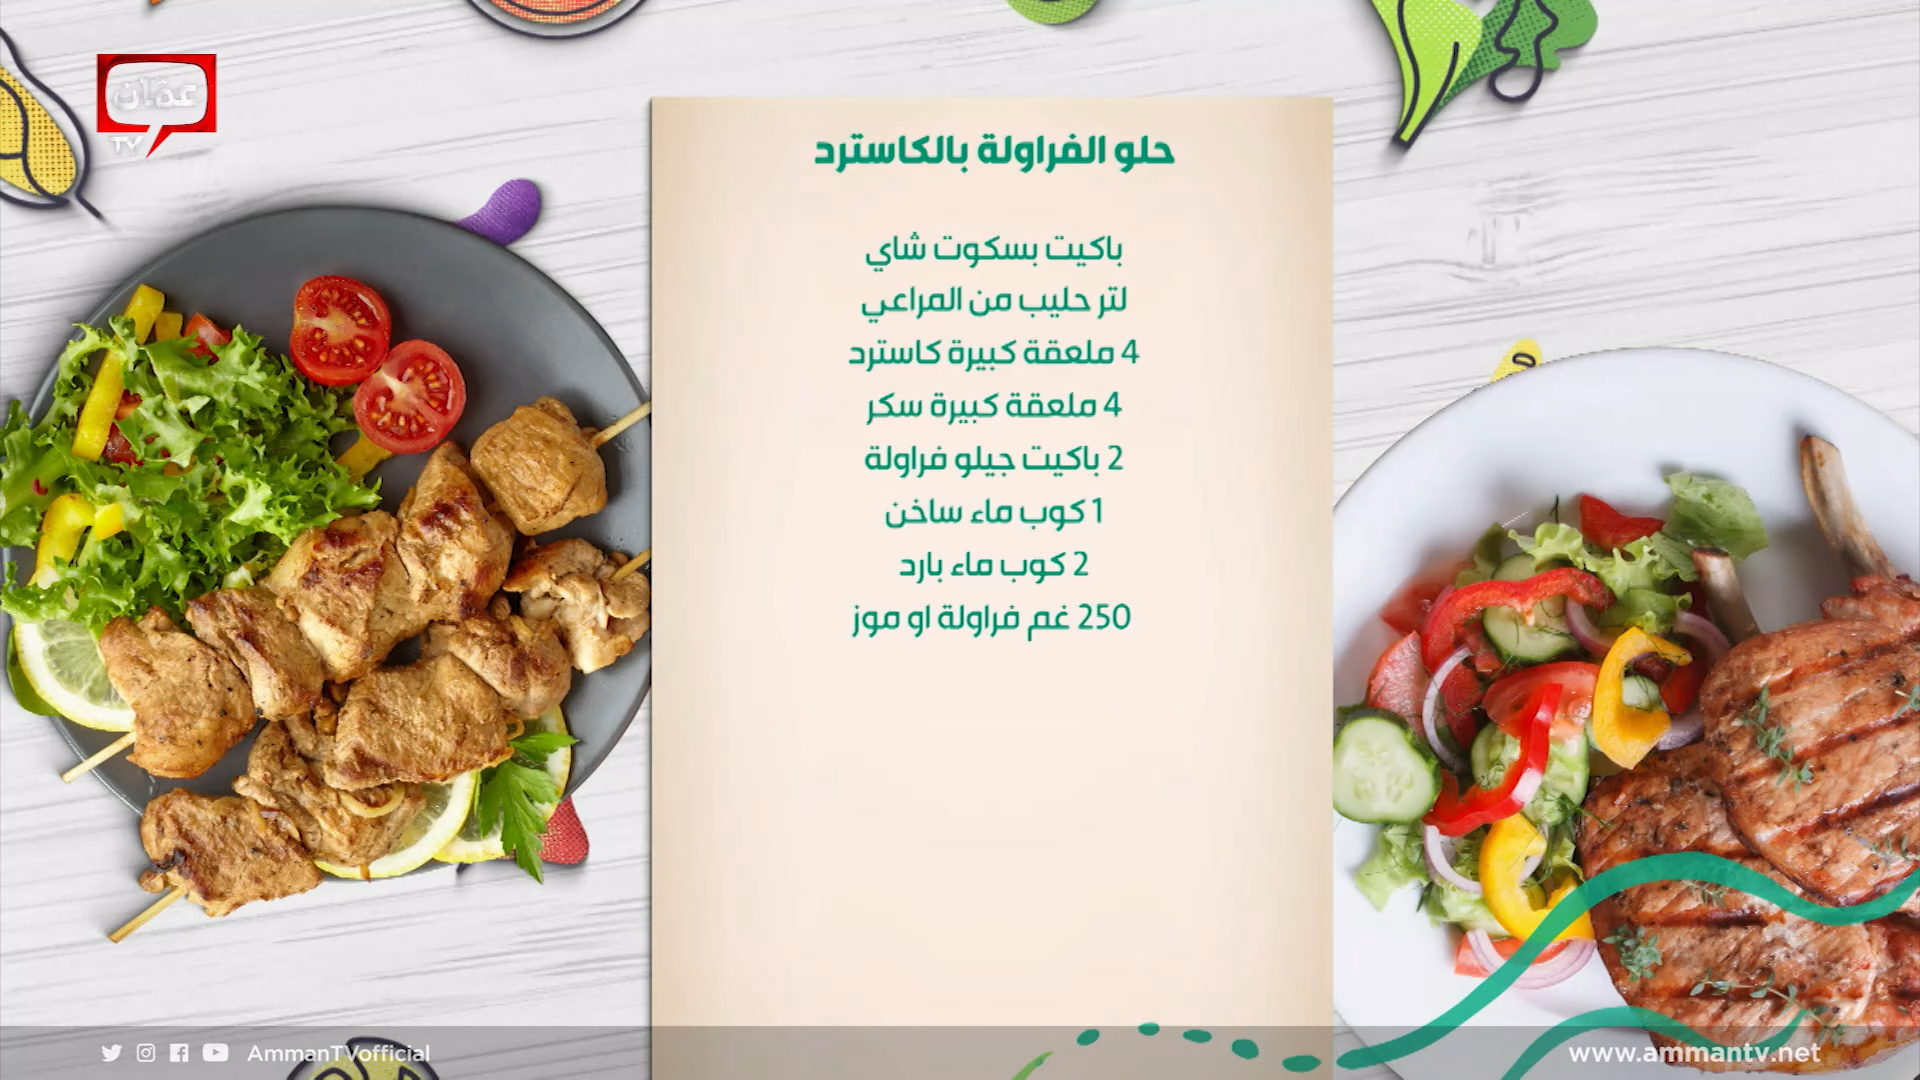 عمان
TV
حلو الفراولة بالكاسترد
باكيت بسكوت شاي
لتر حليب من المراعي
4 ملعقة كبيرة كاسترد
4 ملعقة كبيرة سكر
2 باكيت جيلو فراولة
1 كوب ماء ساخن
2 كوب ماء بارد
250 غم فراولة او موز
AmmanTVofficial
www.ammantv.net